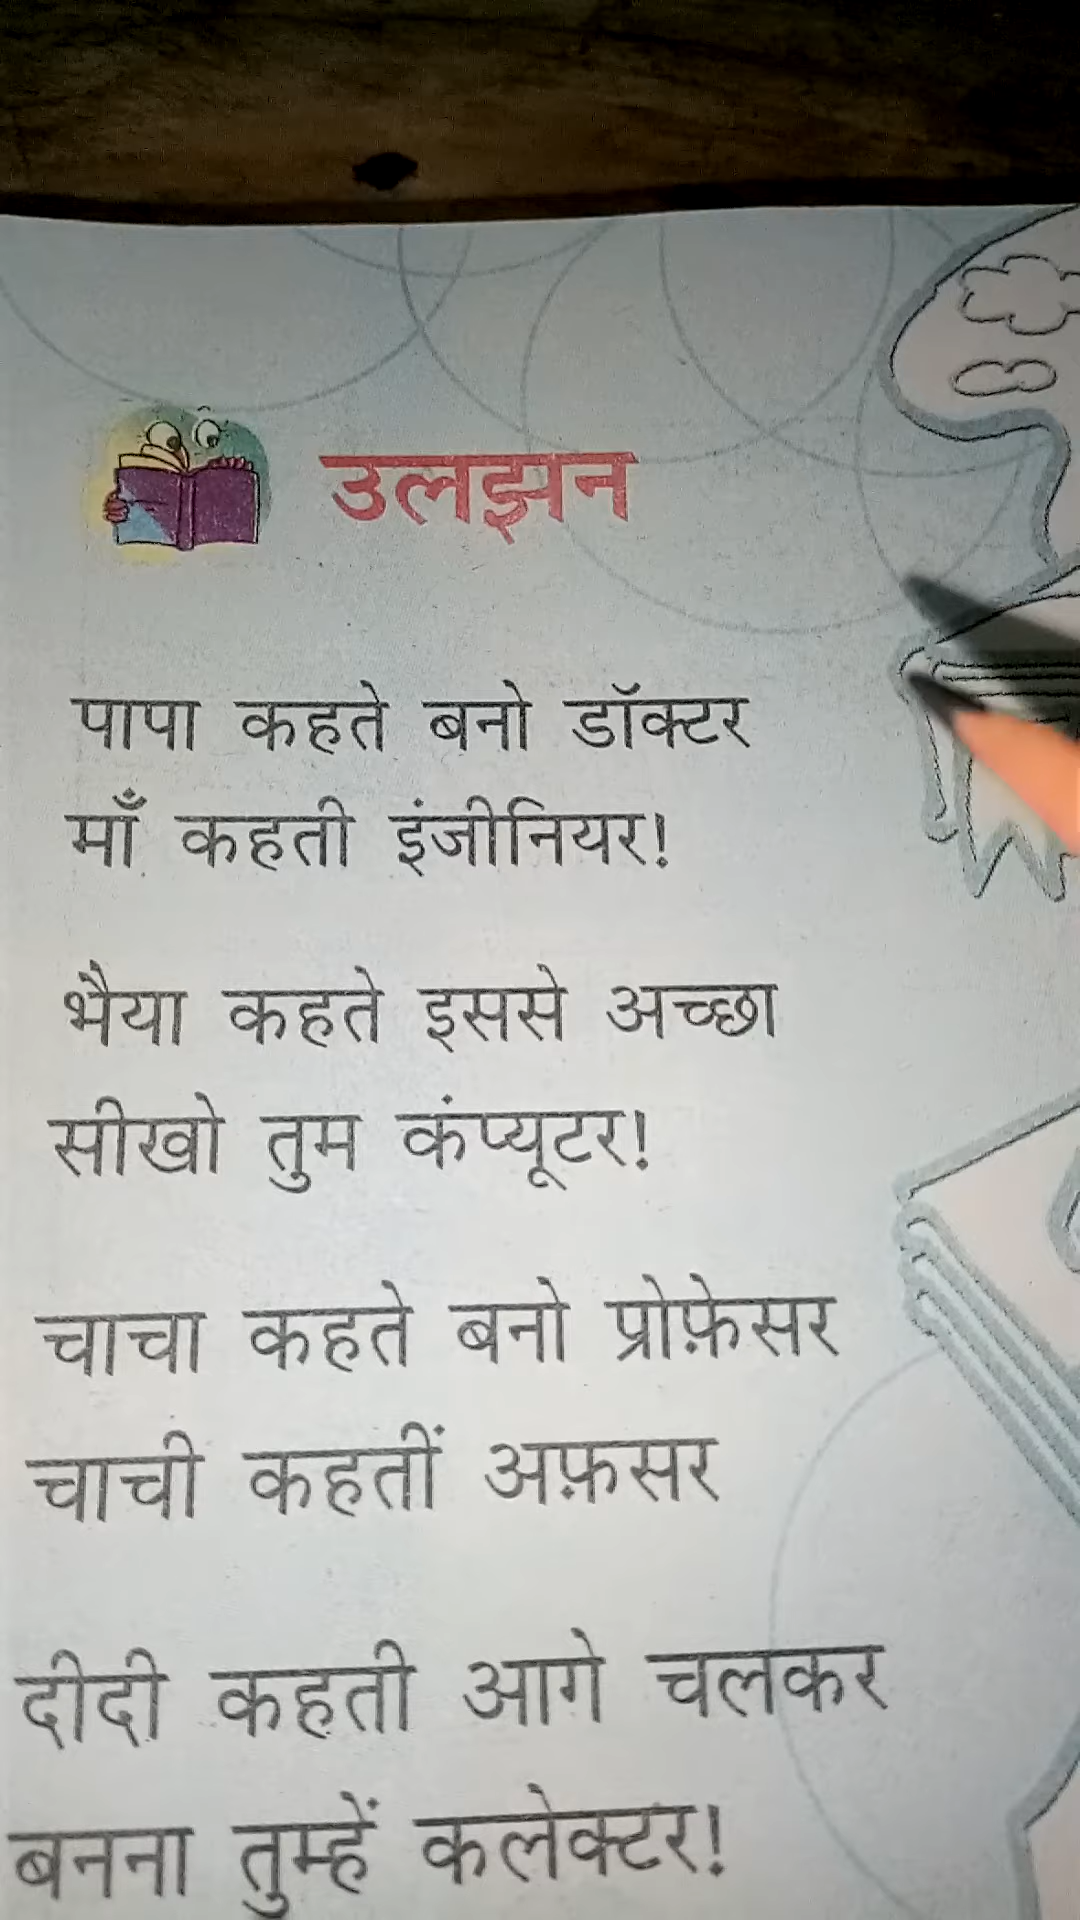 उलझन
पापा कहते बनो डॉक्टर
माँ कहती इंजीनियर!
भैया कहते इससे अच्छा
सीखो तुम कंप्यूटर!
चाचा कहते बनो प्रोफ़ेसर
चाची कहतीं अफ़सर
दीदी कहती आगे चलकर
बनना तुम्हें कलेक्टर!